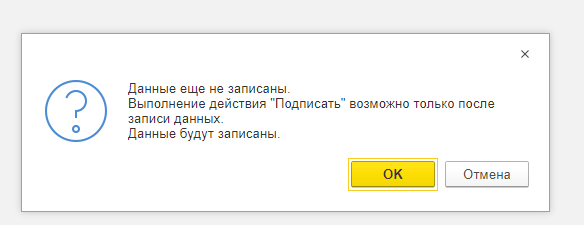 Данные еще не записаны.
Выполнение действия "Подписать" возможно только после
записи данных.
Данные будут записаны.
OK
Отмена